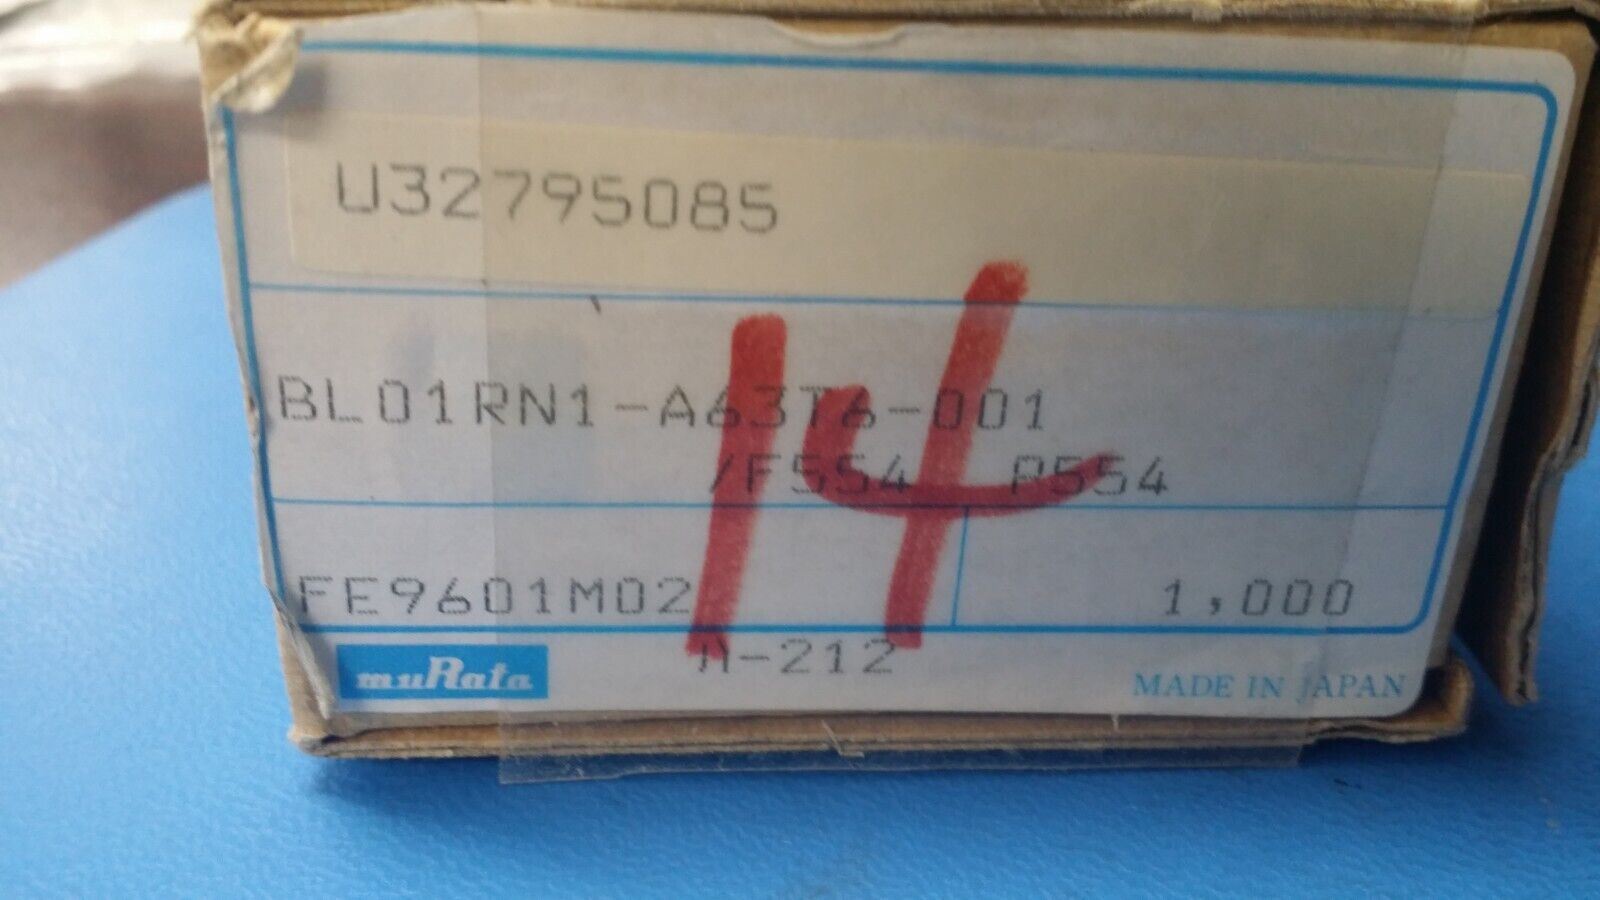 U32795085
BL01RN1-A63T6-001
/F554 P554
14
FE9601M02 1,000
muRata
A-212
MADE IN JAPAN